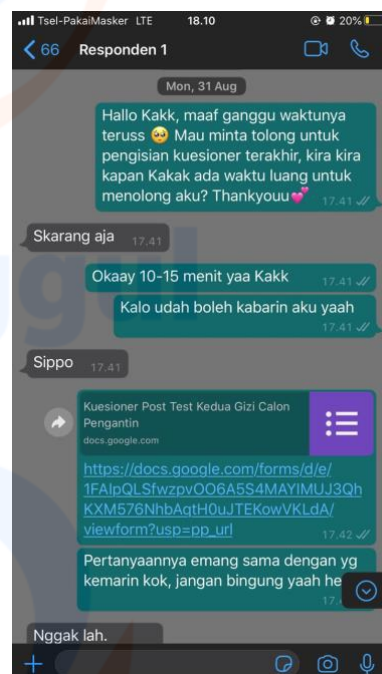 Tsel-PakaiMasker LTE 18.10 20%
66 Responden 1
Mon, 31 Aug
Hallo Kakk, maaf ganggu waktunya
teruss 🥺 Mau minta tolong untuk
pengisian kuesioner terakhir, kira kira
kapan Kakak ada waktu luang untuk
menolong aku? Thankyouu💕 17.41
Skarang aja 17.41
Okaay 10-15 menit yaa Kakk 17.41
Kalo udah boleh kabarin aku yaah
17.41
Sippo 17.41
Kuesioner Post Test Kedua Gizi Calon
Pengantin
docs.google.com
https://docs.google.com/forms/d/e/
1FAIpQLSfwzpvOO6A5S4MAYIMUJ3Qh
KXM576NhbAqtH0uJTEKowVKLdA/
viewform?usp=pp_url 17.42
Pertanyaannya emang sama dengan yg
kemarin kok, jangan bingung yaah he
17.
Nggak lah.